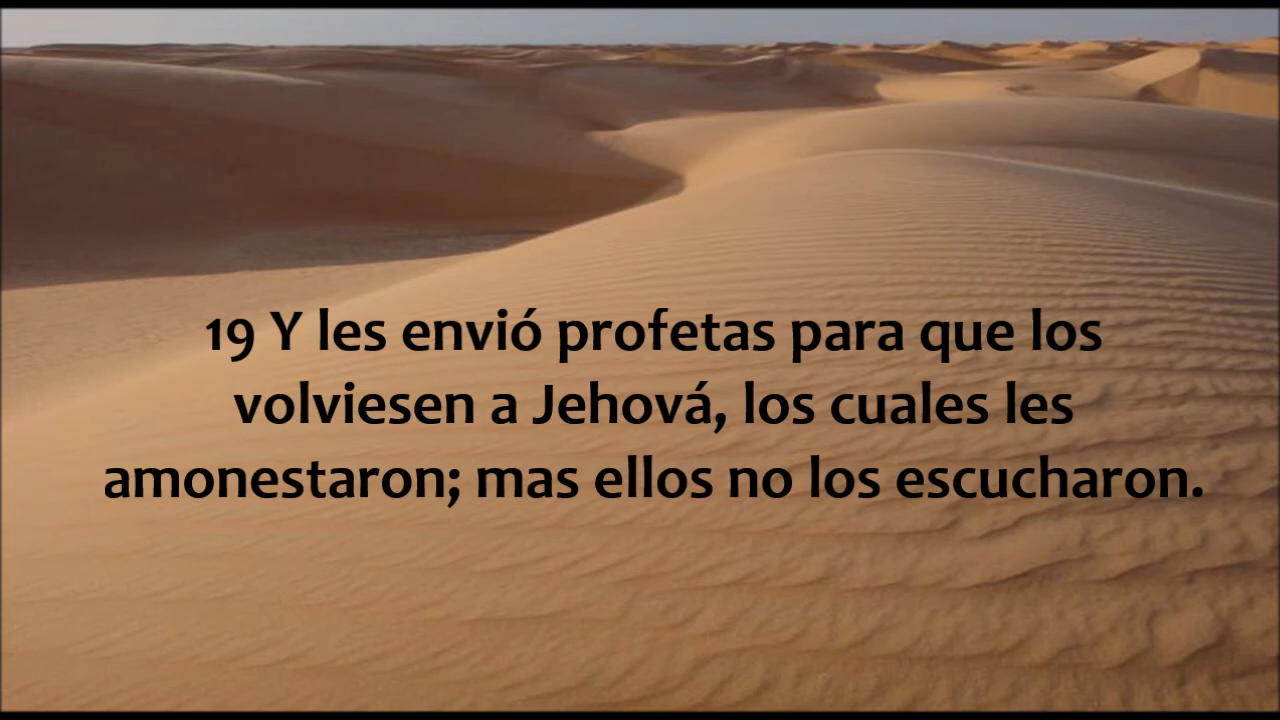 19 Y les envió profetas para que los
volviesen a Jehová, los cuales les
amonestaron; mas ellos no los escucharon.